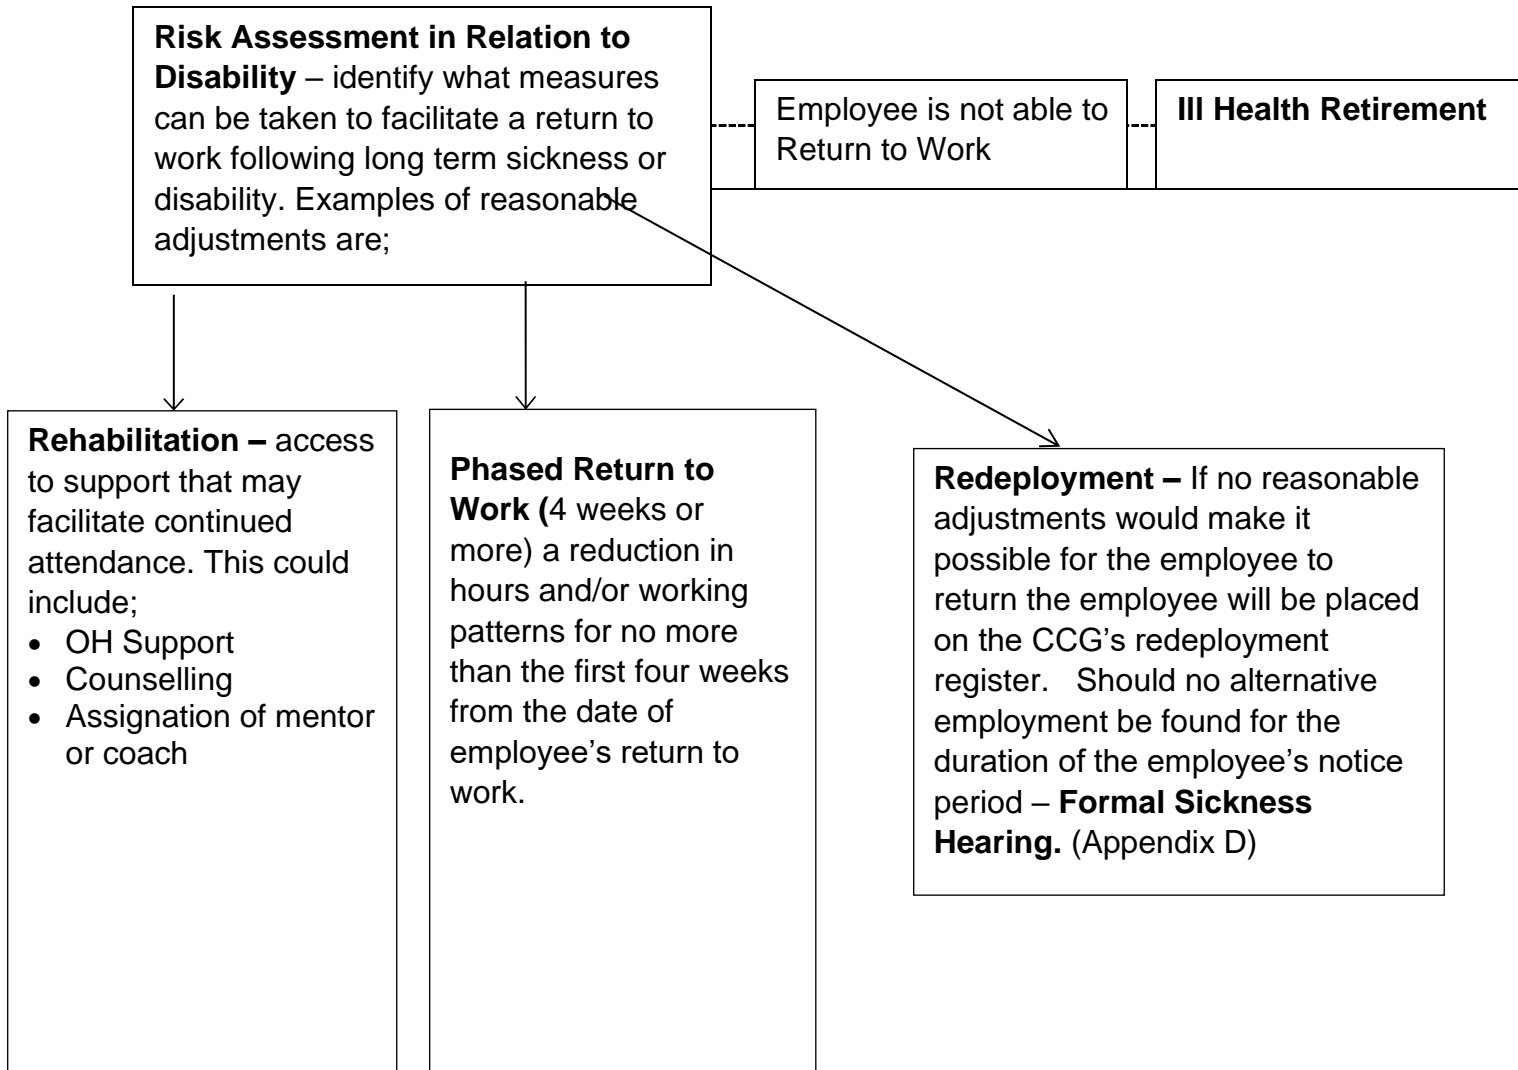 Risk Assessment in Relation to
Disability – identify what measures
can be taken to facilitate a return to
work following long term sickness or
disability. Examples of reasonable
adjustments are;
Employee is not able to
Return to Work
Ill Health Retirement
Rehabilitation – access
to support that may
facilitate continued
attendance. This could
include;
• OH Support
• Counselling
• Assignation of mentor
or coach
Phased Return to
Work (4 weeks or
more) a reduction in
hours and/or working
patterns for no more
than the first four weeks
from the date of
employee’s return to
work.
Redeployment – If no reasonable
adjustments would make it
possible for the employee to
return the employee will be placed
on the CCG’s redeployment
register.   Should no alternative
employment be found for the
duration of the employee’s notice
period – Formal Sickness
Hearing. (Appendix D)